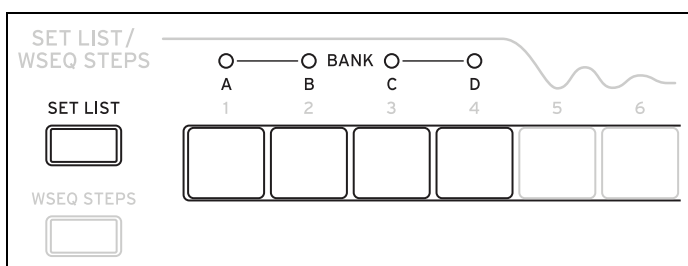 SET LIST/
WSEQ STEPS
BANK
A B C D
SET LIST
1 2 3 4 5 6
WSEQ STEPS